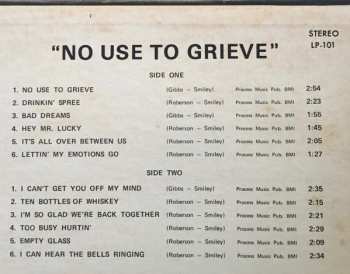 STEREO
LP-101
"NO USE TO GRIEVE"
SIDE ONE
1. NO USE TO GRIEVE (Gibbs - Smiley) Process Music Pub. BMI 2:54
2. DRINKIN' SPREE (Roberson - Smiley) Process Music Pub. BMI 2:23
3. BAD DREAMS (Gibbs - Smiley) Process Music Pub. BMI 1:55
4. HEY MR. LUCKY (Roberson - Smiley) Process Music Pub. BMI 1:45
5. IT'S ALL OVER BETWEEN US (Roberson - Smiley) Process Music Pub. BMI 2:05
6. LETTIN' MY EMOTIONS GO (Roberson - Smiley) Process Music Pub. BMI 1:27
SIDE TWO
1. I CAN'T GET YOU OFF MY MIND (Gibbs - Smiley) Process Music Pub. BMI 2:35
2. TEN BOTTLES OF WHISKEY (Roberson - Smiley) Process Music Pub. BMI 2:15
3. I'M SO GLAD WE'RE BACK TOGETHER (Roberson - Smiley) Process Music Pub. BMI 2:21
4. TOO BUSY HURTIN' (Roberson - Smiley) Process Music Pub. BMI 2:29
5. EMPTY GLASS (Roberson - Smiley) Process Music Pub. BMI 2:09
6. I CAN HEAR THE BELLS RINGING (Roberson - Smiley) Process Music Pub. BMI 2:34